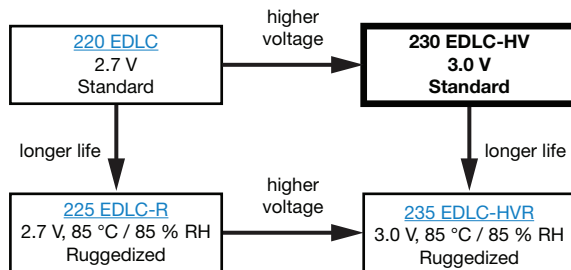 220 EDLC
2.7 V
Standard
higher
voltage
230 EDLC-HV
3.0 V
Standard
longer life
longer life
225 EDLC-R
2.7 V, 85 °C / 85 % RH
Ruggedized
higher
voltage
235 EDLC-HVR
3.0 V, 85 °C / 85 % RH
Ruggedized